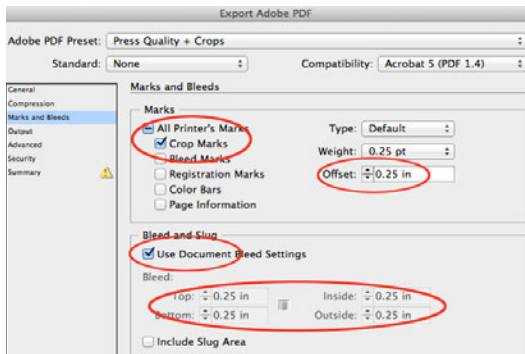 Export Adobe PDF
Adobe PDF Preset: Press Quality + Crops
Standard: None Compatibility: Acrobat 5 (PDF 1.4)
General
Compression
Marks and Bleeds
Output
Advanced
Security
Summary
Marks and Bleeds
Marks
All Printer's Marks
Crop Marks
Bleed Marks
Registration Marks
Color Bars
Page Information
Type: Default
Weight: 0.25 pt
Offset: 0.25 in
Bleed and Slug
Use Document Bleed Settings
Bleed:
Top: 0.25 in Inside: 0.25 in
Bottom: 0.25 in Outside: 0.25 in
Include Slug Area